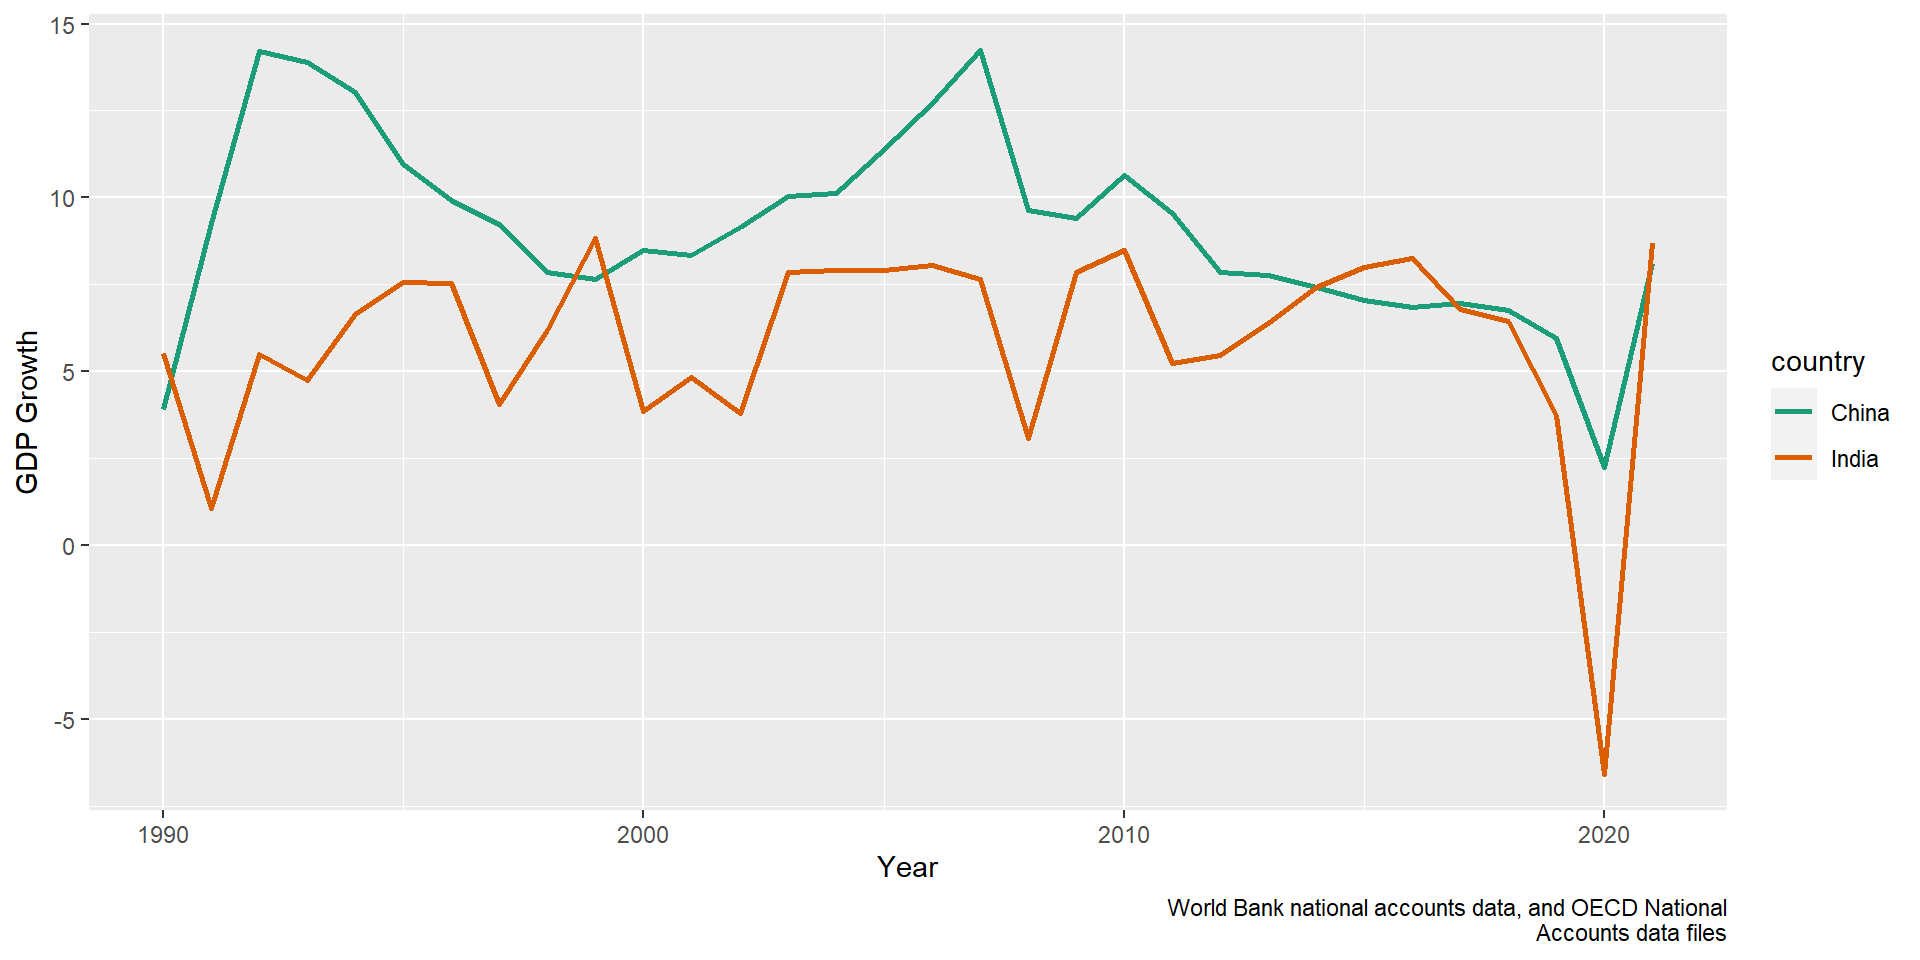 15
10
5
0
-5
GDP Growth
1990 2000 2010 2020
Year
country
China
India
World Bank national accounts data, and OECD National
Accounts data files